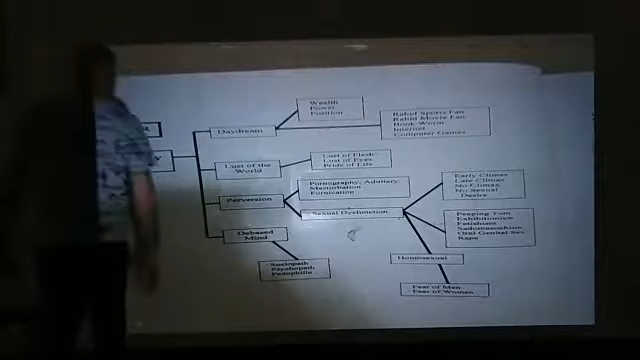 Wealth
Power
Position
Daydream
Rabid Sports Fan
Rabid Movie Fan
Book Worm
Internet
Computer Games
Lust of the
World
Lust of Flesh
Lust of Eyes
Pride of Life
Perversion
Pornography, Adultery
Masturbation
Fornication
Sexual Dysfunction
Early Climax
Late Climax
No Climax
No Sexual
Desire
Peeping Tom
Exhibitionism
Fetishism
Sadomasochism
Oral Genital Sex
Rape
Debased
Mind
Sociopath
Psychopath
Pedophilia
Homosexual
Fear of Men
Fear of Women